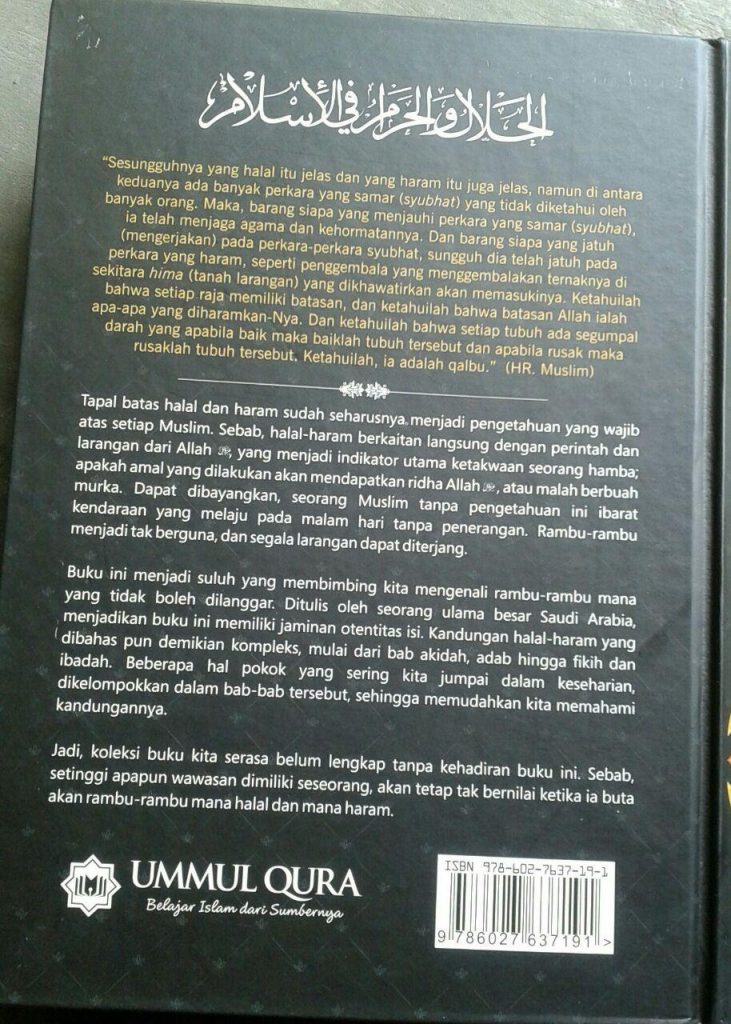 الحلال والحرام في الإسلام
“Sesungguhnya yang halal itu jelas dan yang haram itu juga jelas, namun di antara
keduanya ada banyak perkara yang samar (syubhat) yang tidak diketahui oleh
banyak orang. Maka, barang siapa yang menjauhi perkara yang samar (syubhat),
ia telah menjaga agama dan kehormatannya. Dan barang siapa yang jatuh
(mengerjakan) pada perkara-perkara syubhat, sungguh dia telah jatuh pada
perkara yang haram, seperti penggembala yang menggembalakan ternaknya di
sekitara hima (tanah larangan) yang dikhawatirkan akan memasukinya. Ketahuilah
bahwa setiap raja memiliki batasan, dan ketahuilah bahwa batasan Allah ialah
apa-apa yang diharamkan-Nya. Dan ketahuilah bahwa setiap tubuh ada segumpal
darah yang apabila baik maka baiklah tubuh tersebut dan apabila rusak maka
rusaklah tubuh tersebut. Ketahuilah, ia adalah qalbu.” (HR. Muslim)
Tapal batas halal dan haram sudah seharusnya menjadi pengetahuan yang wajib
atas setiap Muslim. Sebab, halal-haram berkaitan langsung dengan perintah dan
larangan dari Allah ﷻ, yang menjadi indikator utama ketakwaan seorang hamba;
apakah amal yang dilakukan akan mendapatkan ridha Allah ﷻ, atau malah berbuah
murka. Dapat dibayangkan, seorang Muslim tanpa pengetahuan ini ibarat
kendaraan yang melaju pada malam hari tanpa penerangan. Rambu-rambu
menjadi tak berguna, dan segala larangan dapat diterjang.
Buku ini menjadi suluh yang membimbing kita mengenali rambu-rambu mana
yang tidak boleh dilanggar. Ditulis oleh seorang ulama besar Saudi Arabia,
menjadikan buku ini memiliki jaminan otentitas isi. Kandungan halal-haram yang
dibahas pun demikian kompleks, mulai dari bab akidah, adab hingga fikih dan
ibadah. Beberapa hal pokok yang sering kita jumpai dalam keseharian,
dikelompokkan dalam bab-bab tersebut, sehingga memudahkan kita memahami
kandungannya.
Jadi, koleksi buku kita serasa belum lengkap tanpa kehadiran buku ini. Sebab,
setinggi apapun wawasan dimiliki seseorang, akan tetap tak bernilai ketika ia buta
akan rambu-rambu mana halal dan mana haram.
UMMUL QURA
Belajar Islam dari Sumbernya
ISBN 978-602-7637-19-1
9 786027 637191 >